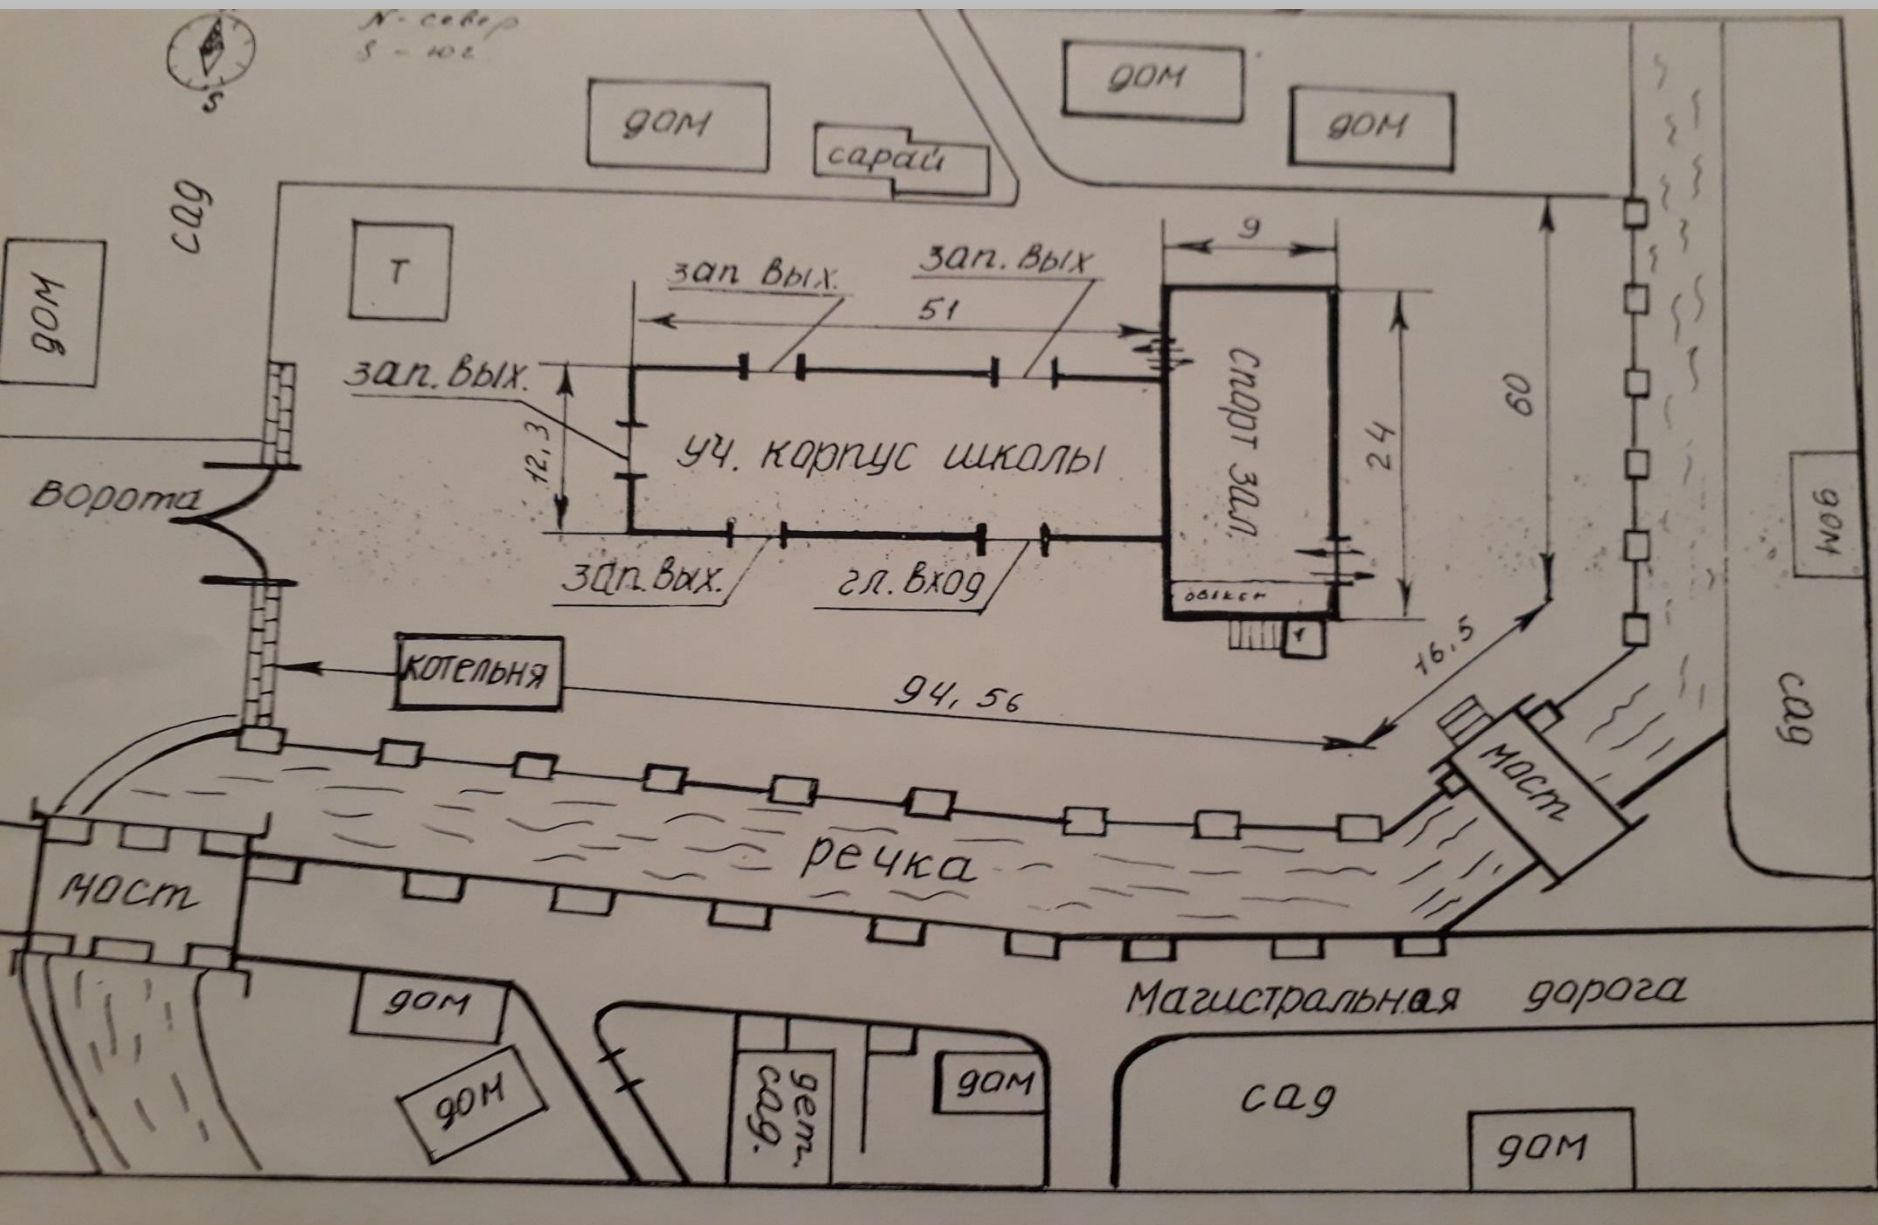 N - север
S - юг
S
дом
дом
дом
сарай
сад
дом
Т
зап вых.
зап. вых
9
51
зап. вых.
12,3
уч. корпус школы
спорт зал.
24
60
Ворота
зап. вых.
гл. вход
дом
сад
котельня
94,56
16,5
маст
речка
маст
Магистральная дорога
дом
дом
дет. сад.
дом
сад
дом